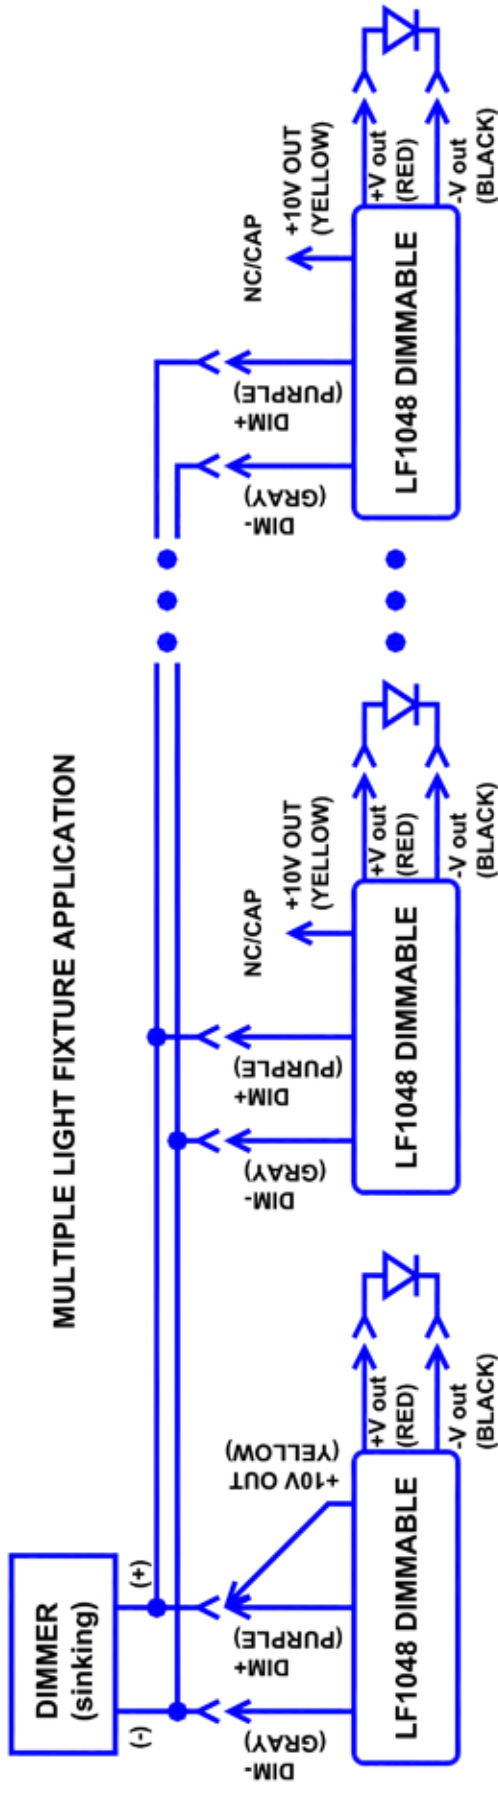 MULTIPLE LIGHT FIXTURE APPLICATION
DIMMER
(sinking)
(-)
(+)
DIM-
(GRAY)
DIM+
(PURPLE)
+10V OUT
(YELLOW)
LF1048 DIMMABLE
+V out
(RED)
-V out
(BLACK)
DIM-
(GRAY)
DIM+
(PURPLE)
NC/CAP
+10V OUT
(YELLOW)
LF1048 DIMMABLE
+V out
(RED)
-V out
(BLACK)
DIM-
(GRAY)
DIM+
(PURPLE)
NC/CAP
+10V OUT
(YELLOW)
LF1048 DIMMABLE
+V out
(RED)
-V out
(BLACK)